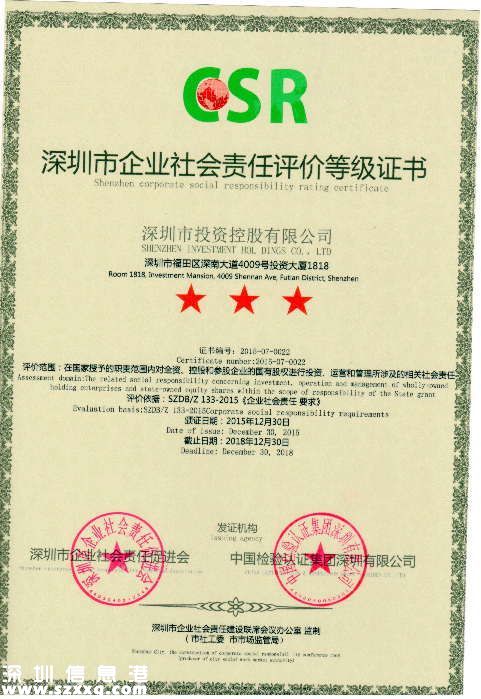 CSR
深圳市企业社会责任评价等级证书
Shenzhen corporate social responsibility rating certificate
深圳市投资控股有限公司
SHENZHEN INVESTMENT HOLDINGS CO., LTD
深圳市福田区深南大道4009号投资大厦1818
Room 1818, Investment Mansion, 4009 Shennan Ave, Futian District, Shenzhen
证书编号：2015-07-0022
Certificate number:2015-07-0022
评价范围：在国家授予的职责范围内对全资、控股和参股企业的国有股权进行投资、运营和管理所涉及的相关社会责任
Assessment domain:The related social responsibility concerning investment, operation and management of wholly-owned
holding enterprises and state-owned equity shares within the scope of responsibility of the State grant
评价依据：SZDB/Z 133-2015《企业社会责任 要求》
Evaluation basis:SZDB/Z 133-2015Corporate social responsibility requirements
颁证日期：2015年12月30日
Date of issue: December 30, 2015
截止日期：2018年12月30日
Deadline: December 30, 2018
发证机构
Issuing agency
深圳市企业社会责任促进会
中国检验认证集团深圳有限公司
深圳市企业社会责任建设联席会议办公室 监制
（市社工委 市市场监管局）
深圳信息港
www.szxxg.com